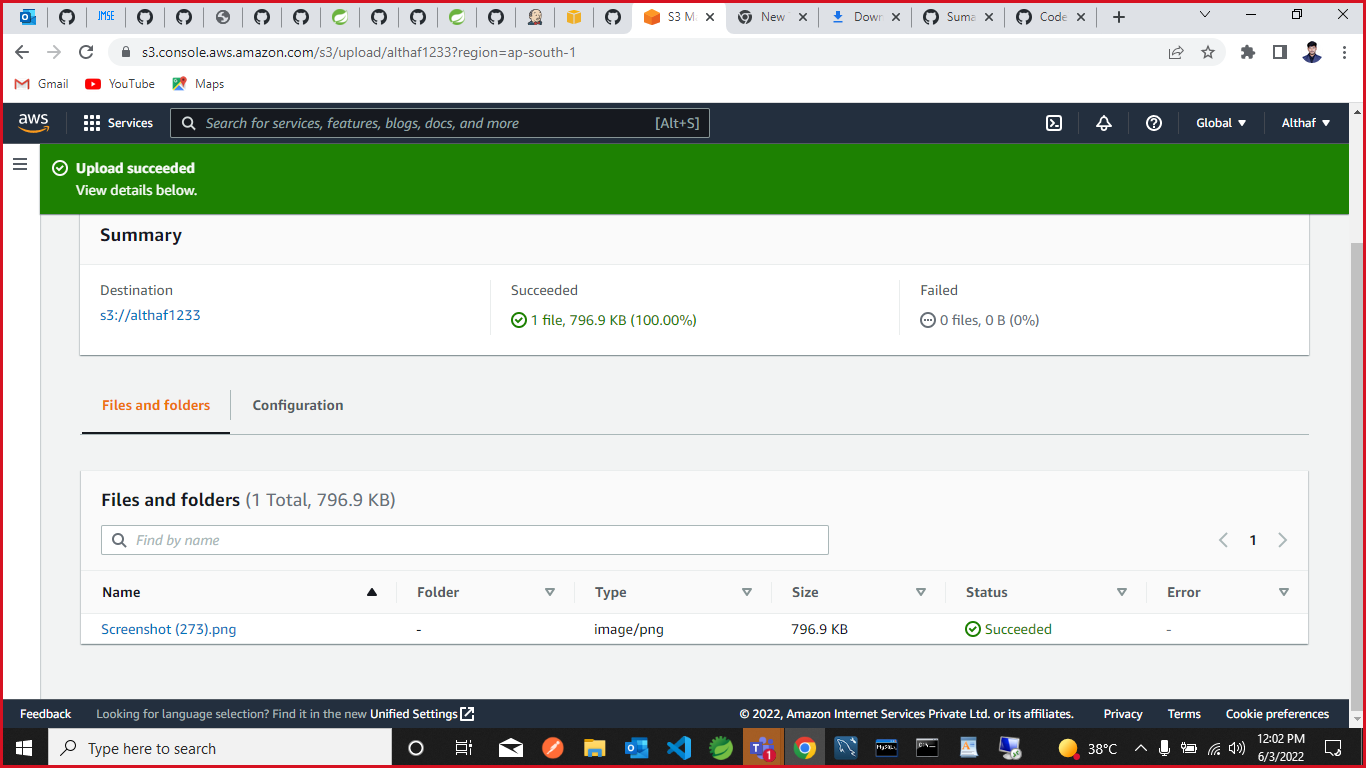 JMSE
S3 Ma
New
Down
Suma
Code
s3.console.aws.amazon.com/s3/upload/althaf1233?region=ap-south-1
Gmail
YouTube
Maps
aws
Services
Search for services, features, blogs, docs, and more
[Alt+S]
Global
Althaf
Upload succeeded
View details below.
Summary
Destination
s3://althaf1233
Succeeded
1 file, 796.9 KB (100.00%)
Failed
0 files, 0 B (0%)
Files and folders
Configuration
Files and folders (1 Total, 796.9 KB)
Find by name
1
Name
Folder
Type
Size
Status
Error
Screenshot (273).png
-
image/png
796.9 KB
Succeeded
-
Feedback
Looking for language selection? Find it in the new Unified Settings
© 2022, Amazon Internet Services Private Ltd. or its affiliates.
Privacy
Terms
Cookie preferences
Type here to search
1
38°C
12:02 PM
6/3/2022